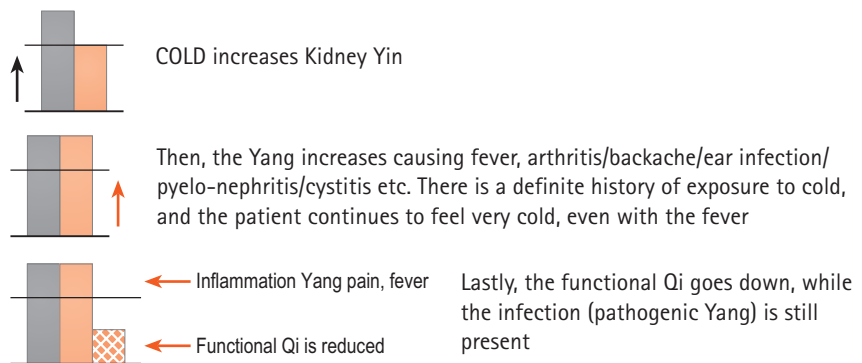 COLD increases Kidney Yin
Then, the Yang increases causing fever, arthritis/backache/ear infection/
pyelo-nephritis/cystitis etc. There is a definite history of exposure to cold,
and the patient continues to feel very cold, even with the fever
Inflammation Yang pain, fever
Functional Qi is reduced
Lastly, the functional Qi goes down, while
the infection (pathogenic Yang) is still
present